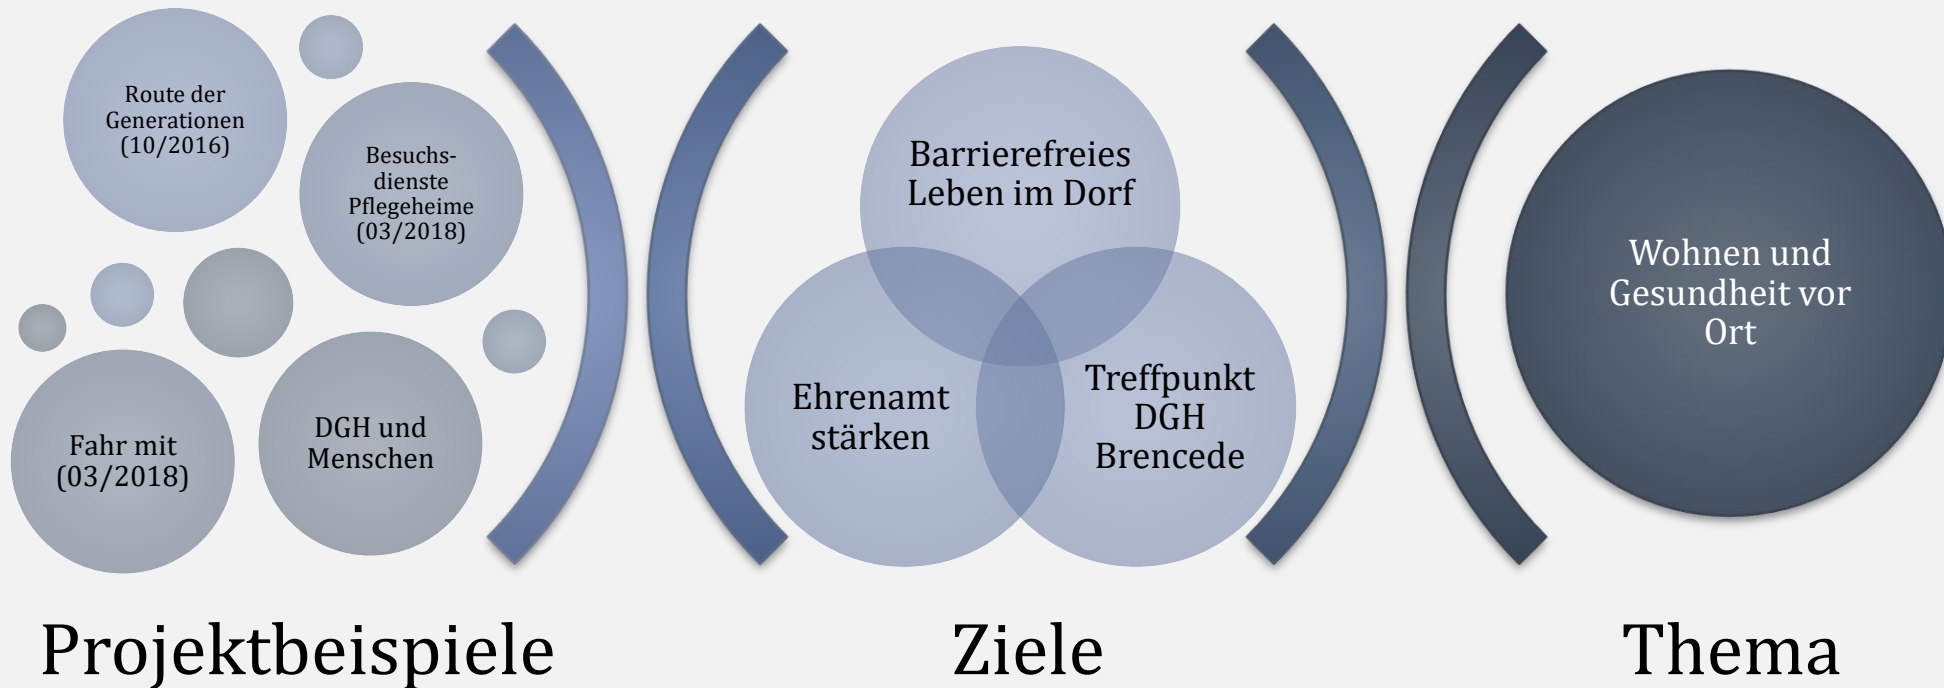 Route der
Generationen
(10/2016)
Besuchs-
dienste
Pflegeheime
(03/2018)
Fahr mit
(03/2018)
DGH und
Menschen
Projektbeispiele
Barrierefreies
Leben im Dorf
Ehrenamt
stärken
Treffpunkt
DGH
Brencede
Ziele
Wohnen und
Gesundheit vor
Ort
Thema